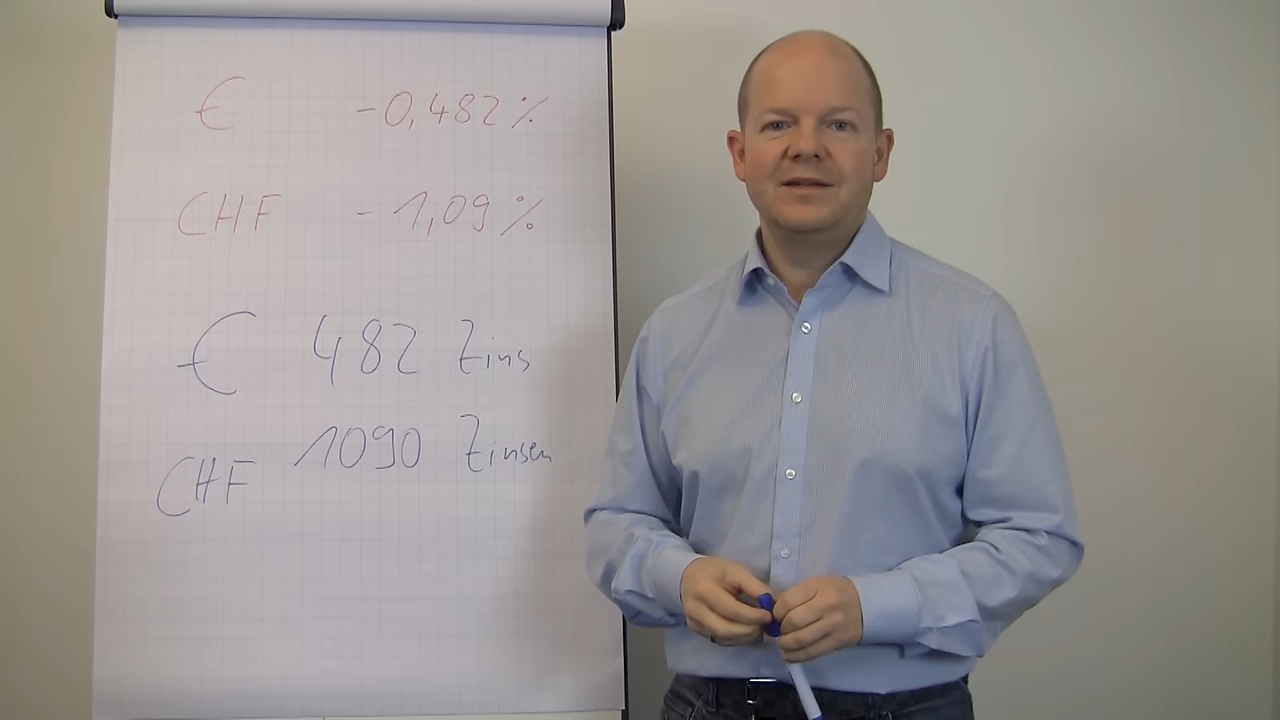 € -0,482%
CHF -1,09%
€ 482 Zins
CHF 1090 Zinsen